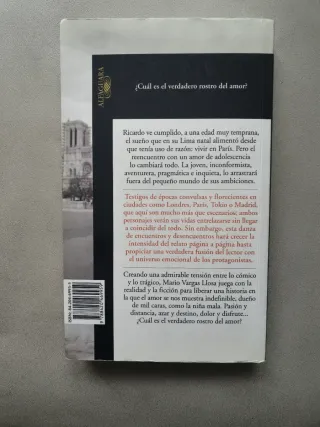 ALFAGUARA
¿Cuál es el verdadero rostro del amor?
Ricardo ve cumplido, a una edad muy temprana,
el sueño que en su Lima natal alimentó desde
que tenía uso de razón: vivir en París. Pero el
reencuentro con un amor de adolescencia
lo cambiará todo. La joven, inconformista,
aventurera, pragmática e inquieta, lo arrastrará
fuera del pequeño mundo de sus ambiciones.
Testigos de épocas convulsas y florecientes en
ciudades como Londres, París, Tokio o Madrid,
que aquí son mucho más que escenarios, ambos
personajes verán sus vidas entrelazarse sin llegar
a coincidir del todo. Sin embargo, esta danza
de encuentros y desencuentros hará crecer la
intensidad del relato página a página hasta
propiciar una verdadera fusión del lector con
el universo emocional de los protagonistas.
Creando una admirable tensión entre lo cómico
y lo trágico, Mario Vargas Llosa juega con la
realidad y la ficción para liberar una historia en
la que el amor se nos muestra indefinible, dueño
de mil caras, como la niña mala. Pasión y
distancia, azar y destino, dolor y disfrute...
¿Cuál es el verdadero rostro del amor?